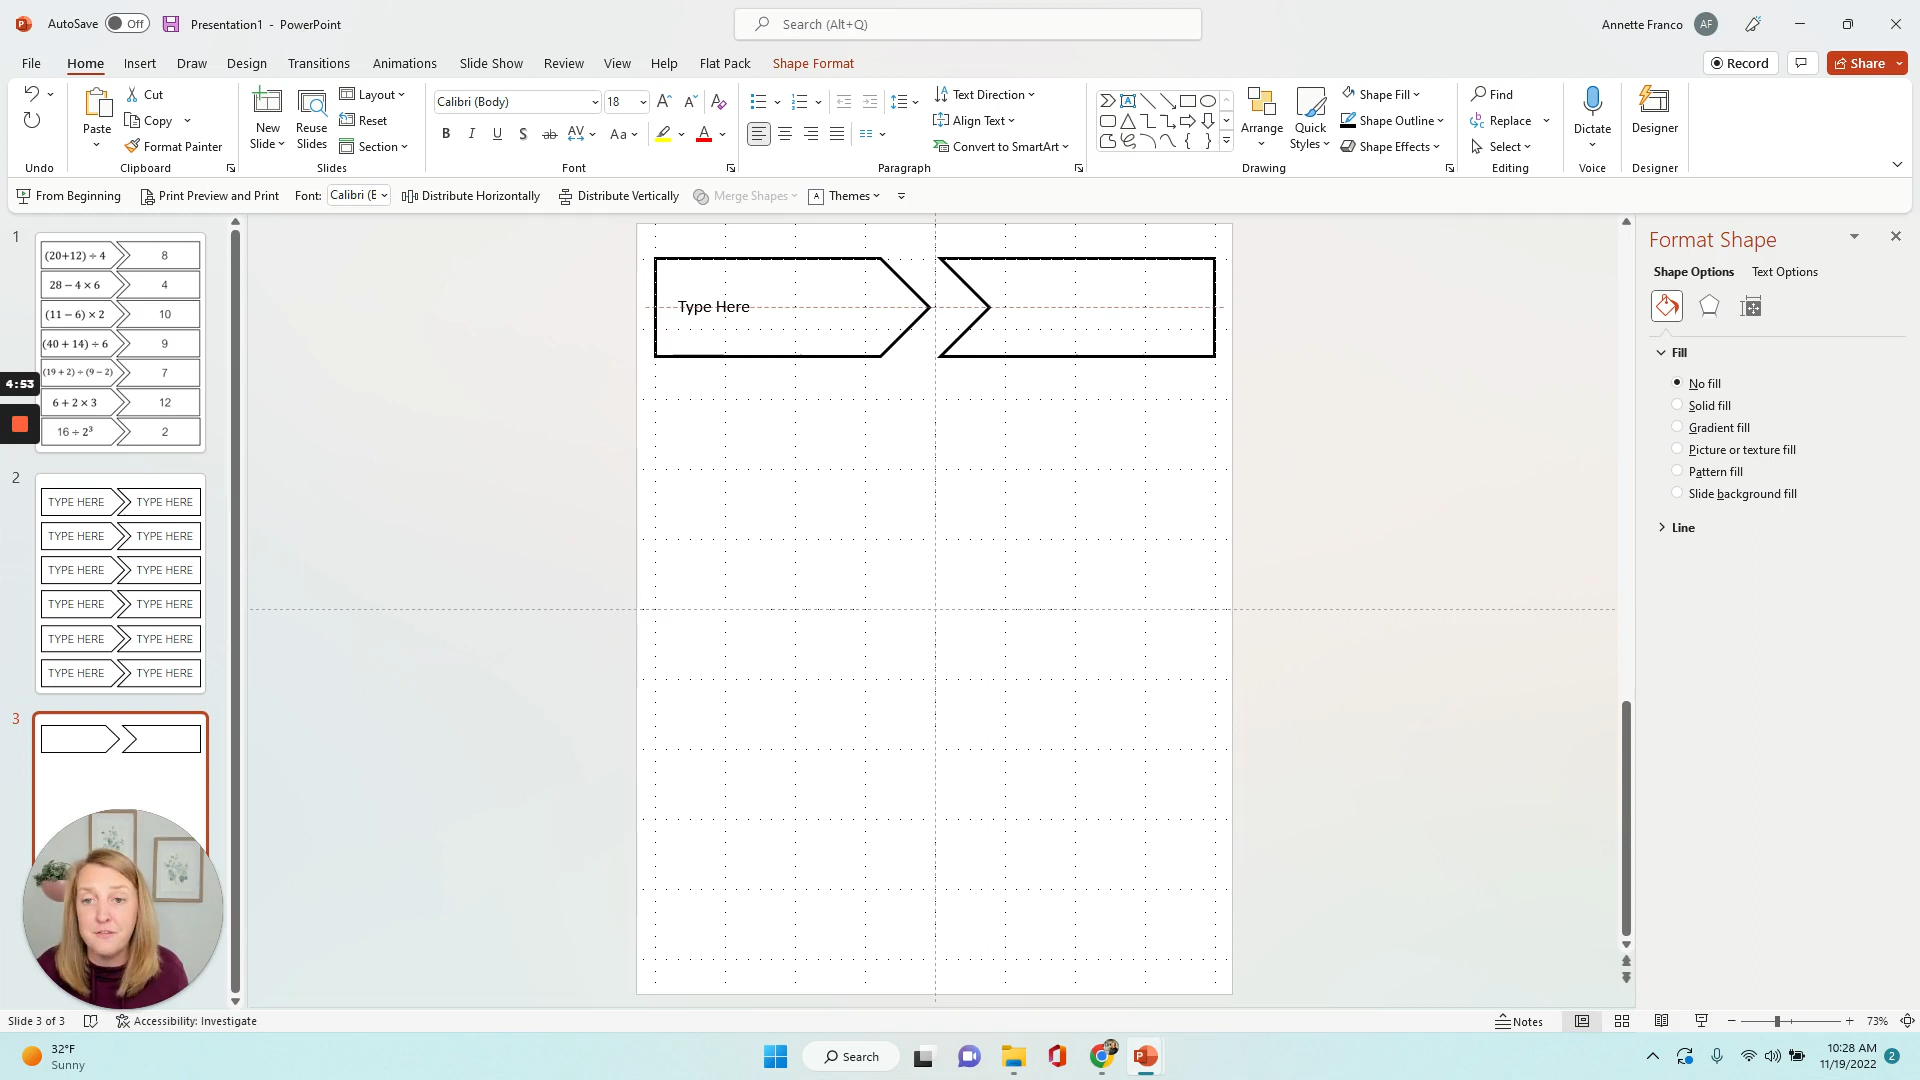 AutoSave Off Presentation1 - PowerPoint Search (Alt+Q) Annette Franco AF
File Home Insert Draw Design Transitions Animations Slide Show Review View Help Flat Pack Shape Format Record Share
Undo
Paste
Cut
Copy
Format Painter
Clipboard
New Slide
Reuse Slides
Layout
Reset
Section
Slides
Calibri (Body) 18
B I U S ab AV Aa A
Font
Text Direction
Align Text
Convert to SmartArt
Paragraph
Arrange
Quick Styles
Shape Fill
Shape Outline
Shape Effects
Drawing
Find
Replace
Select
Editing
Dictate
Voice
Designer
Designer
From Beginning Print Preview and Print Font: Calibri (E Distribute Horizontally Distribute Vertically Merge Shapes Themes
1
(20+12) ÷ 4 8
28 − 4 × 6 4
(11 − 6) × 2 10
(40 + 14) ÷ 6 9
(19 + 2) ÷ (9 − 2) 7
6 + 2 × 3 12
16 ÷ 2³ 2
4:53
2
TYPE HERE TYPE HERE
TYPE HERE TYPE HERE
TYPE HERE TYPE HERE
TYPE HERE TYPE HERE
TYPE HERE TYPE HERE
TYPE HERE TYPE HERE
3
Type Here
Format Shape
Shape Options Text Options
Fill
No fill
Solid fill
Gradient fill
Picture or texture fill
Pattern fill
Slide background fill
Line
Slide 3 of 3 Accessibility: Investigate Notes 73%
32°F
Sunny
Search
10:28 AM
11/19/2022
2